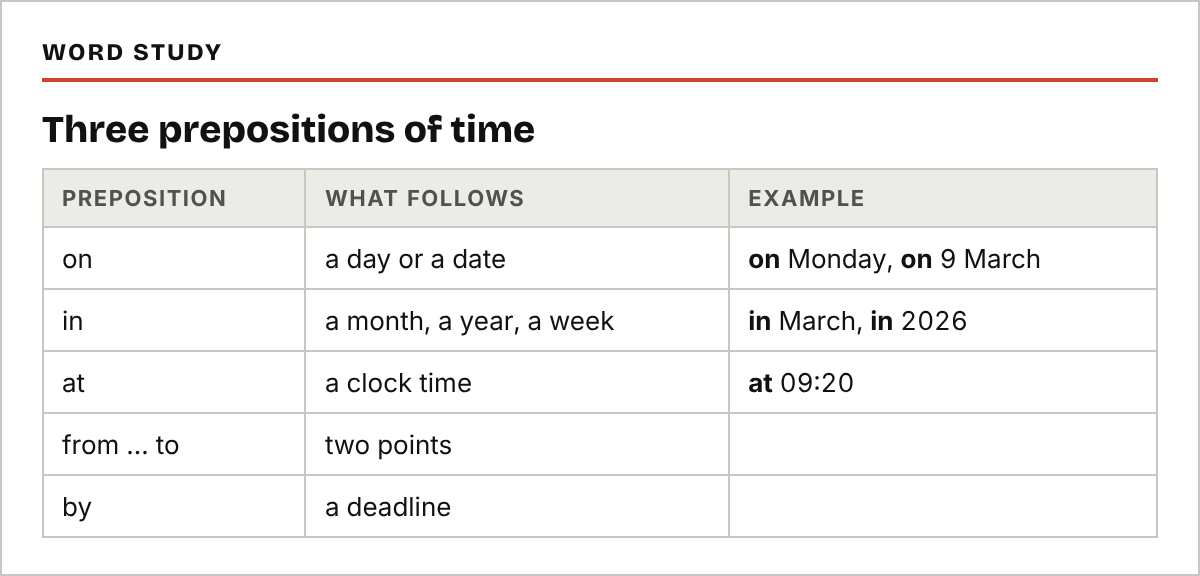 WORD STUDY
Three prepositions of time
PREPOSITION WHAT FOLLOWS EXAMPLE
on a day or a date on Monday, on 9 March
in a month, a year, a week in March, in 2026
at a clock time at 09:20
from ... to two points
by a deadline